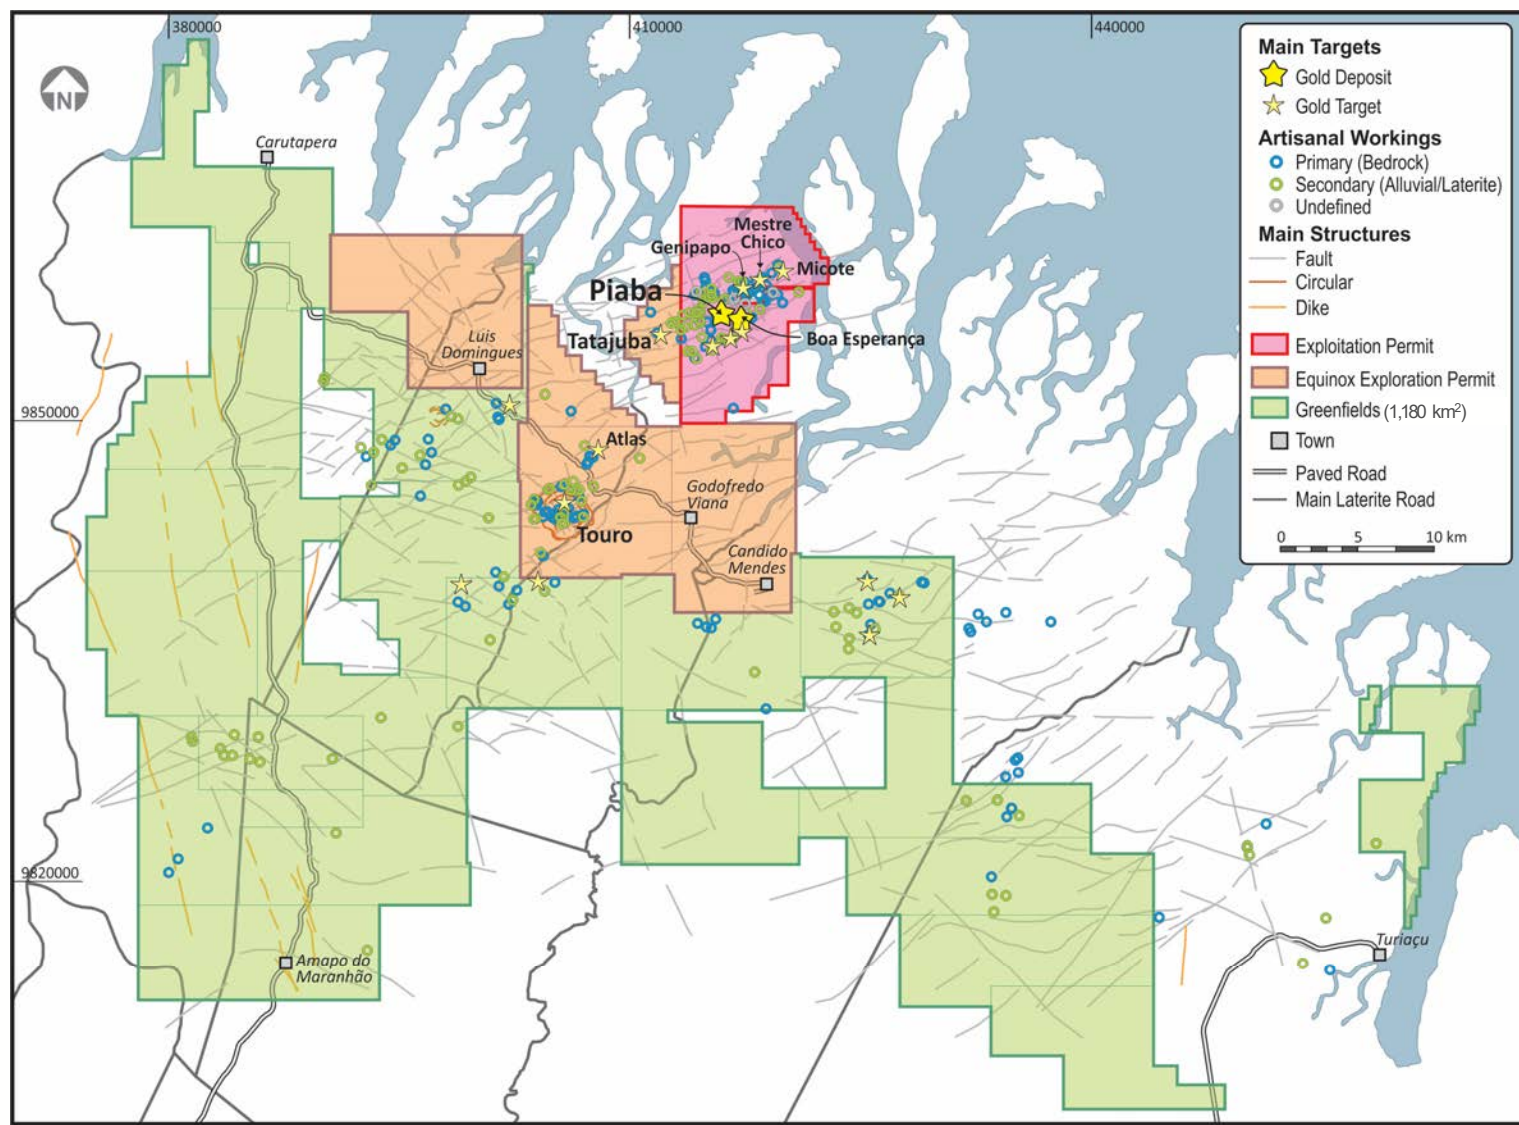 380000
410000
440000
N
Carutapera
Mestre
Chico
Genipapo
Micote
Piaba
Tatajuba
Boa Esperança
Luis
Domingues
9850000
Atlas
Godofredo
Viana
Touro
Candido
Mendes
9820000
Amapo do
Maranhão
Turiaçu
Main Targets
Gold Deposit
Gold Target
Artisanal Workings
Primary (Bedrock)
Secondary (Alluvial/Laterite)
Undefined
Main Structures
Fault
Circular
Dike
Exploitation Permit
Equinox Exploration Permit
Greenfields (1,180 km²)
Town
Paved Road
Main Laterite Road
0 5 10 km